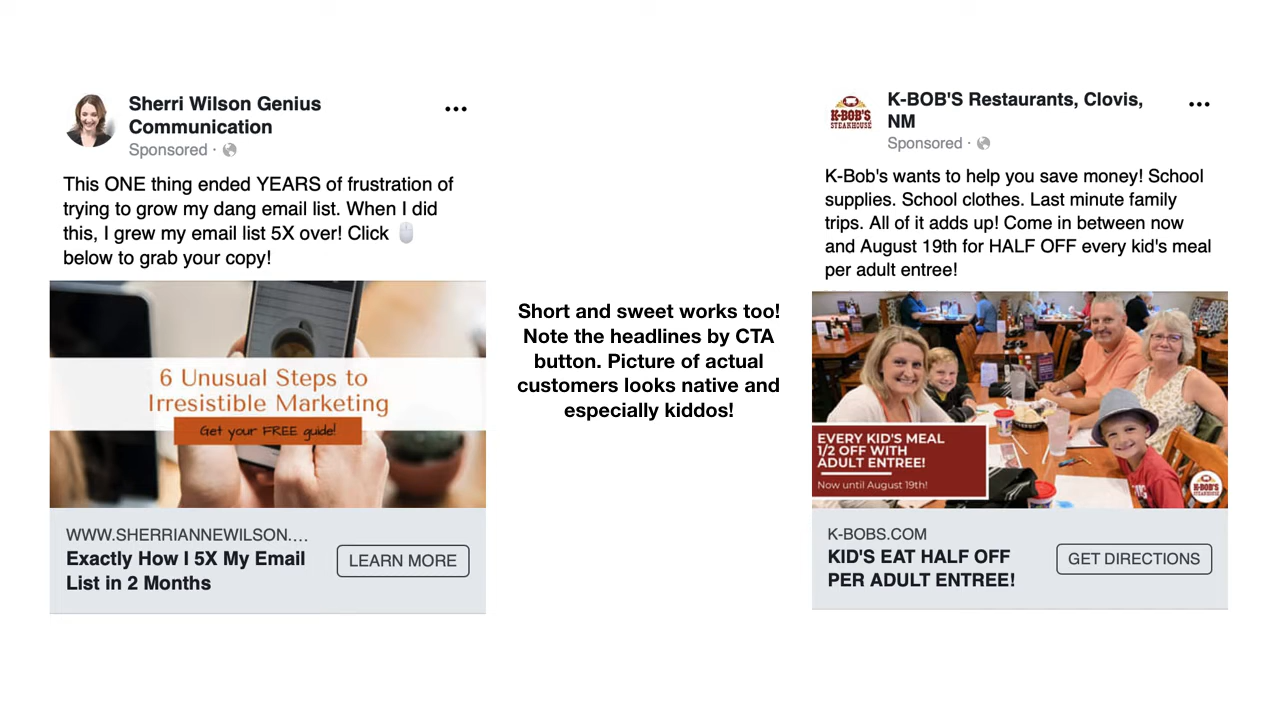 Sherri Wilson Genius
Communication
Sponsored ·
This ONE thing ended YEARS of frustration of
trying to grow my dang email list. When I did
this, I grew my email list 5X over! Click 🖱️
below to grab your copy!
6 Unusual Steps to
Irresistible Marketing
Get your FREE guide!
WWW.SHERRIANNEWILSON.…
Exactly How I 5X My Email
List in 2 Months
LEARN MORE
Short and sweet works too!
Note the headlines by CTA
button. Picture of actual
customers looks native and
especially kiddos!
K-BOB'S
STEAKHOUSE
K-BOB'S Restaurants, Clovis,
NM
Sponsored ·
K-Bob's wants to help you save money! School
supplies. School clothes. Last minute family
trips. All of it adds up! Come in between now
and August 19th for HALF OFF every kid's meal
per adult entree!
EVERY KID'S MEAL
1/2 OFF WITH
ADULT ENTREE!
Now until August 19th!
K-BOB'S
STEAKHOUSE
K-BOBS.COM
KID'S EAT HALF OFF
PER ADULT ENTREE!
GET DIRECTIONS